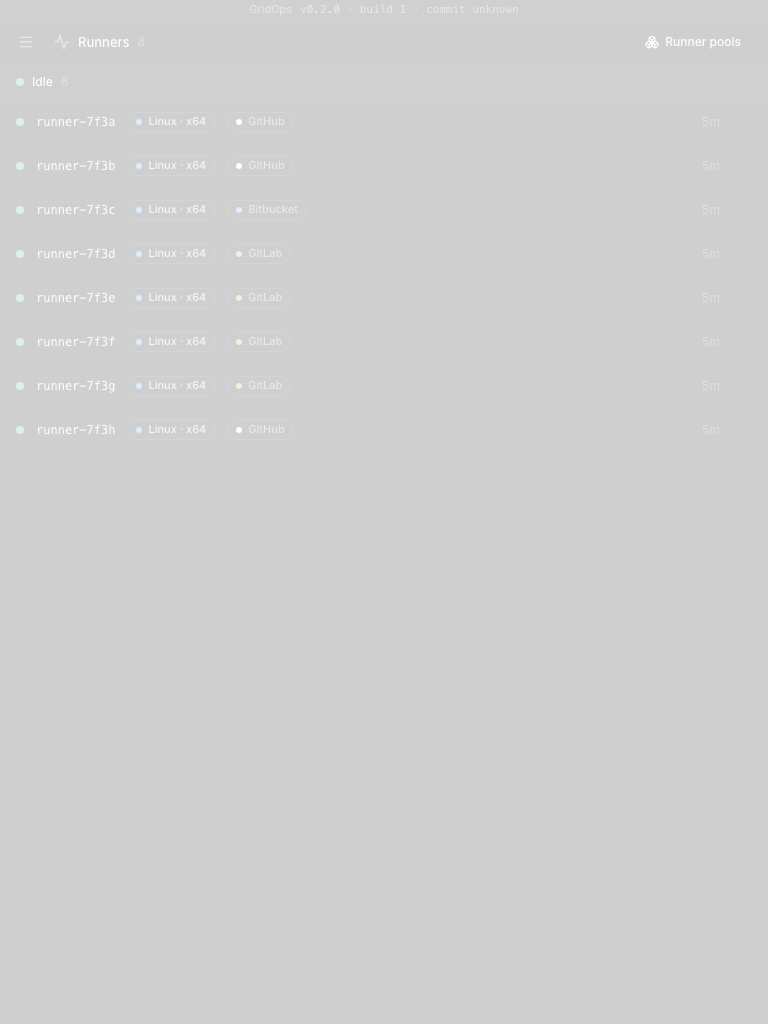 GridOps v0.2.0 · build 1 · commit unknown
Runners 8 Runner pools
Idle 8
runner-7f3a Linux · x64 GitHub 5m
runner-7f3b Linux · x64 GitHub 5m
runner-7f3c Linux · x64 Bitbucket 5m
runner-7f3d Linux · x64 GitLab 5m
runner-7f3e Linux · x64 GitLab 5m
runner-7f3f Linux · x64 GitLab 5m
runner-7f3g Linux · x64 GitLab 5m
runner-7f3h Linux · x64 GitHub 5m